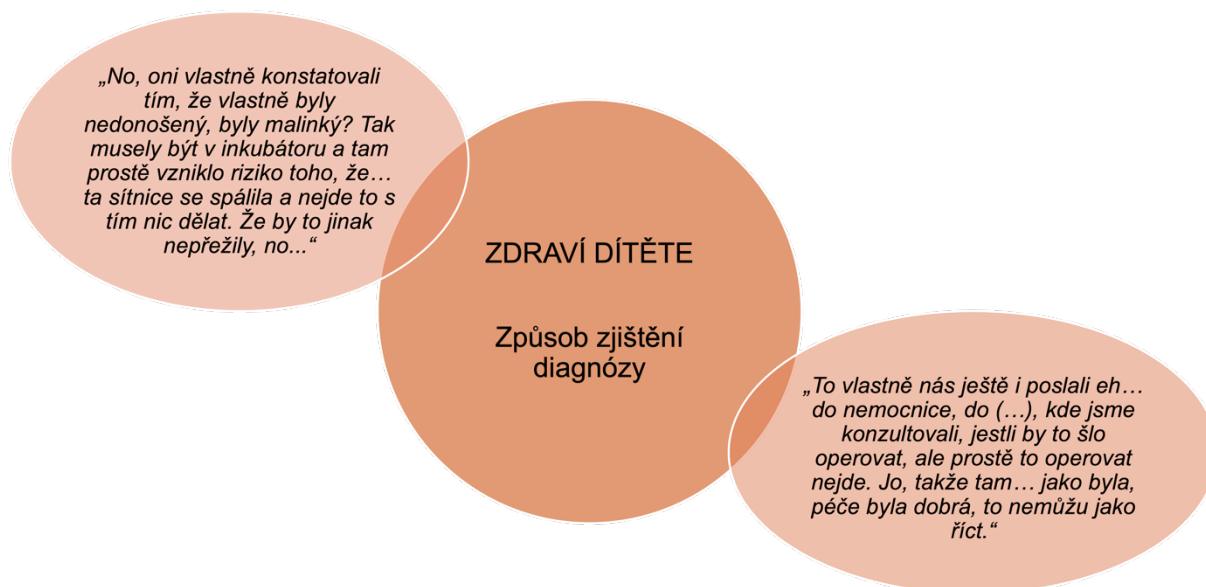 „No, oni vlastně konstatovali
tím, že vlastně byly
nedonošený, byly malinký? Tak
musely být v inkubátoru a tam
prostě vzniklo riziko toho, že…
ta sítnice se spálila a nejde to s
tím nic dělat. Že by to jinak
nepřežily, no...“
ZDRAVÍ DÍTĚTE
Způsob zjištění
diagnózy
„To vlastně nás ještě i poslali eh…
do nemocnice, do (…), kde jsme
konzultovali, jestli by to šlo
operovat, ale prostě to operovat
nejde. Jo, takže tam… jako byla,
péče byla dobrá, to nemůžu jako
říct.“